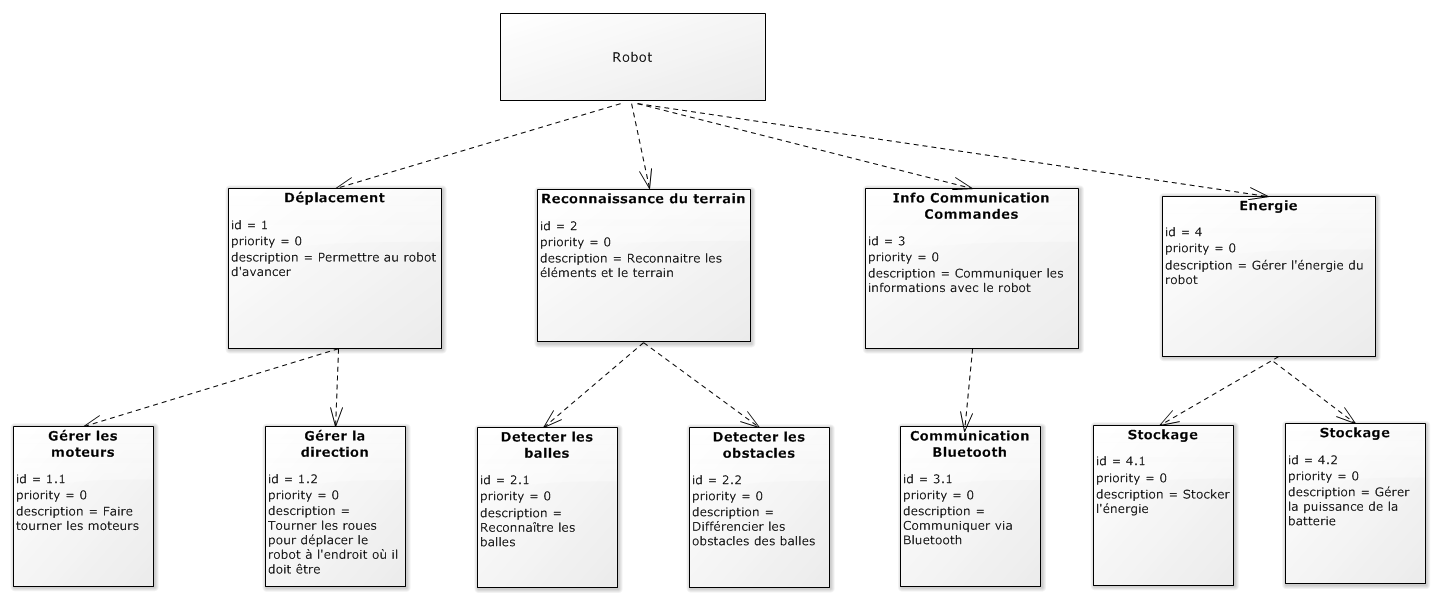 Robot
Déplacement
id = 1
priority = 0
description = Permettre au robot
d'avancer
Reconnaissance du terrain
id = 2
priority = 0
description = Reconnaitre les
éléments et le terrain
Info Communication
Commandes
id = 3
priority = 0
description = Communiquer les
informations avec le robot
Energie
id = 4
priority = 0
description = Gérer l'énergie du
robot
Gérer les
moteurs
id = 1.1
priority = 0
description = Faire
tourner les moteurs
Gérer la
direction
id = 1.2
priority = 0
description =
Tourner les roues
pour déplacer le
robot à l'endroit où il
doit être
Detecter les
balles
id = 2.1
priority = 0
description =
Reconnaître les
balles
Detecter les
obstacles
id = 2.2
priority = 0
description =
Différencier les
obstacles des balles
Communication
Bluetooth
id = 3.1
priority = 0
description =
Communiquer via
Bluetooth
Stockage
id = 4.1
priority = 0
description = Stocker
l'énergie
Stockage
id = 4.2
priority = 0
description = Gérer
la puissance de la
batterie